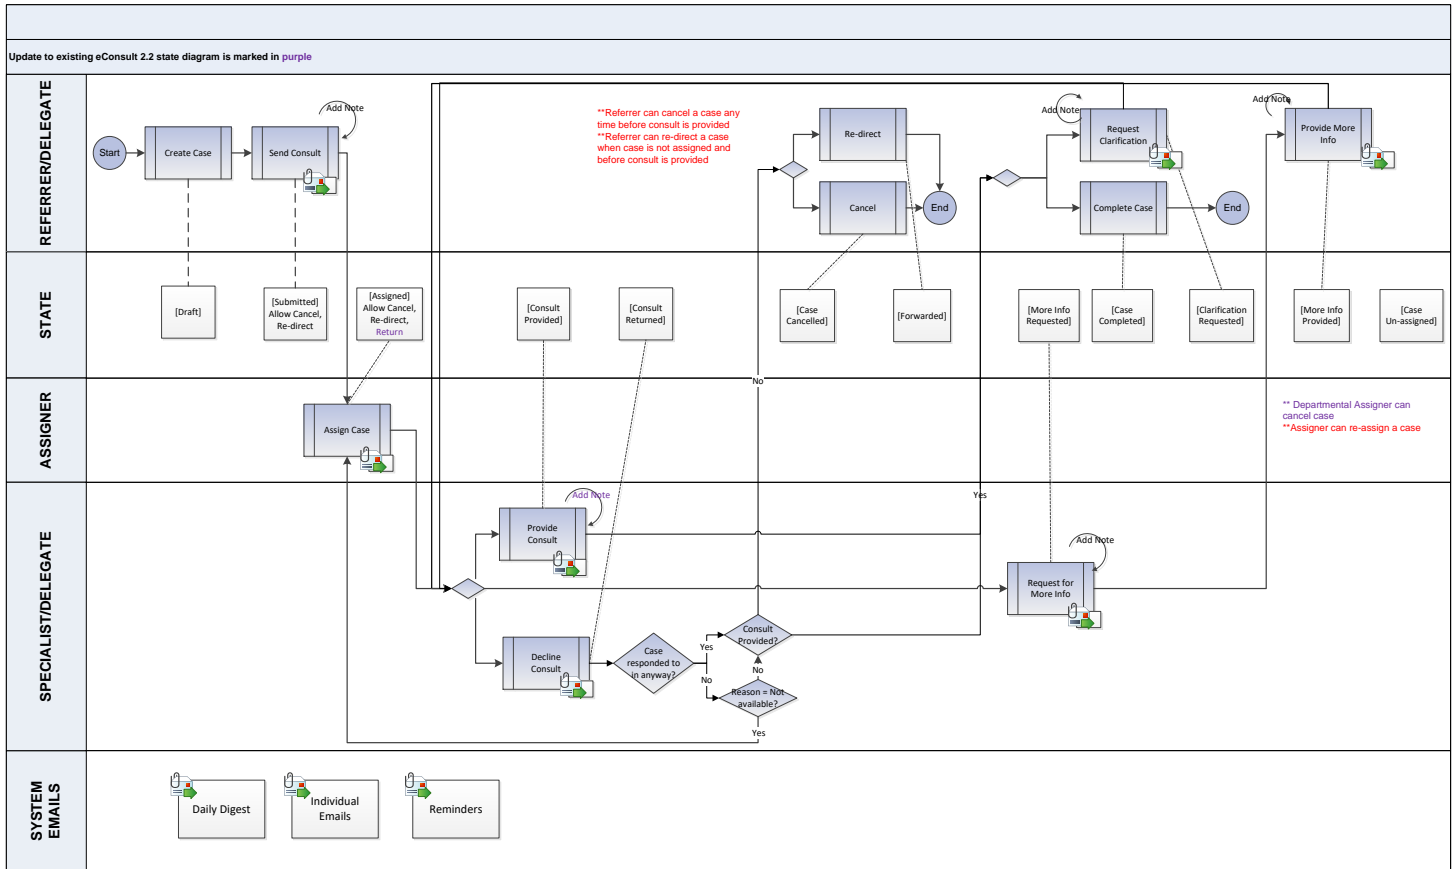 Update to existing eConsult 2.2 state diagram is marked in purple
REFERRER/DELEGATE
Start
Create Case
Send Consult
Add Note
**Referrer can cancel a case any
time before consult is provided
**Referrer can re-direct a case
when case is not assigned and
before consult is provided
Re-direct
Cancel
End
Add Note
Request
Clarification
Complete Case
End
Add Note
Provide More
Info
STATE
[Draft]
[Submitted]
Allow Cancel,
Re-direct
[Assigned]
Allow Cancel,
Re-direct,
Return
[Consult
Provided]
[Consult
Returned]
[Case
Cancelled]
[Forwarded]
[More Info
Requested]
[Case
Completed]
[Clarification
Requested]
[More Info
Provided]
[Case
Un-assigned]
No
ASSIGNER
Assign Case
** Departmental Assigner can
cancel case
**Assigner can re-assign a case
SPECIALIST/DELEGATE
Add Note
Provide
Consult
Yes
Add Note
Request for
More Info
Decline
Consult
Case
responded to
in anyway?
Yes
No
Consult
Provided?
No
Reason = Not
available?
Yes
SYSTEM
EMAILS
Daily Digest
Individual
Emails
Reminders